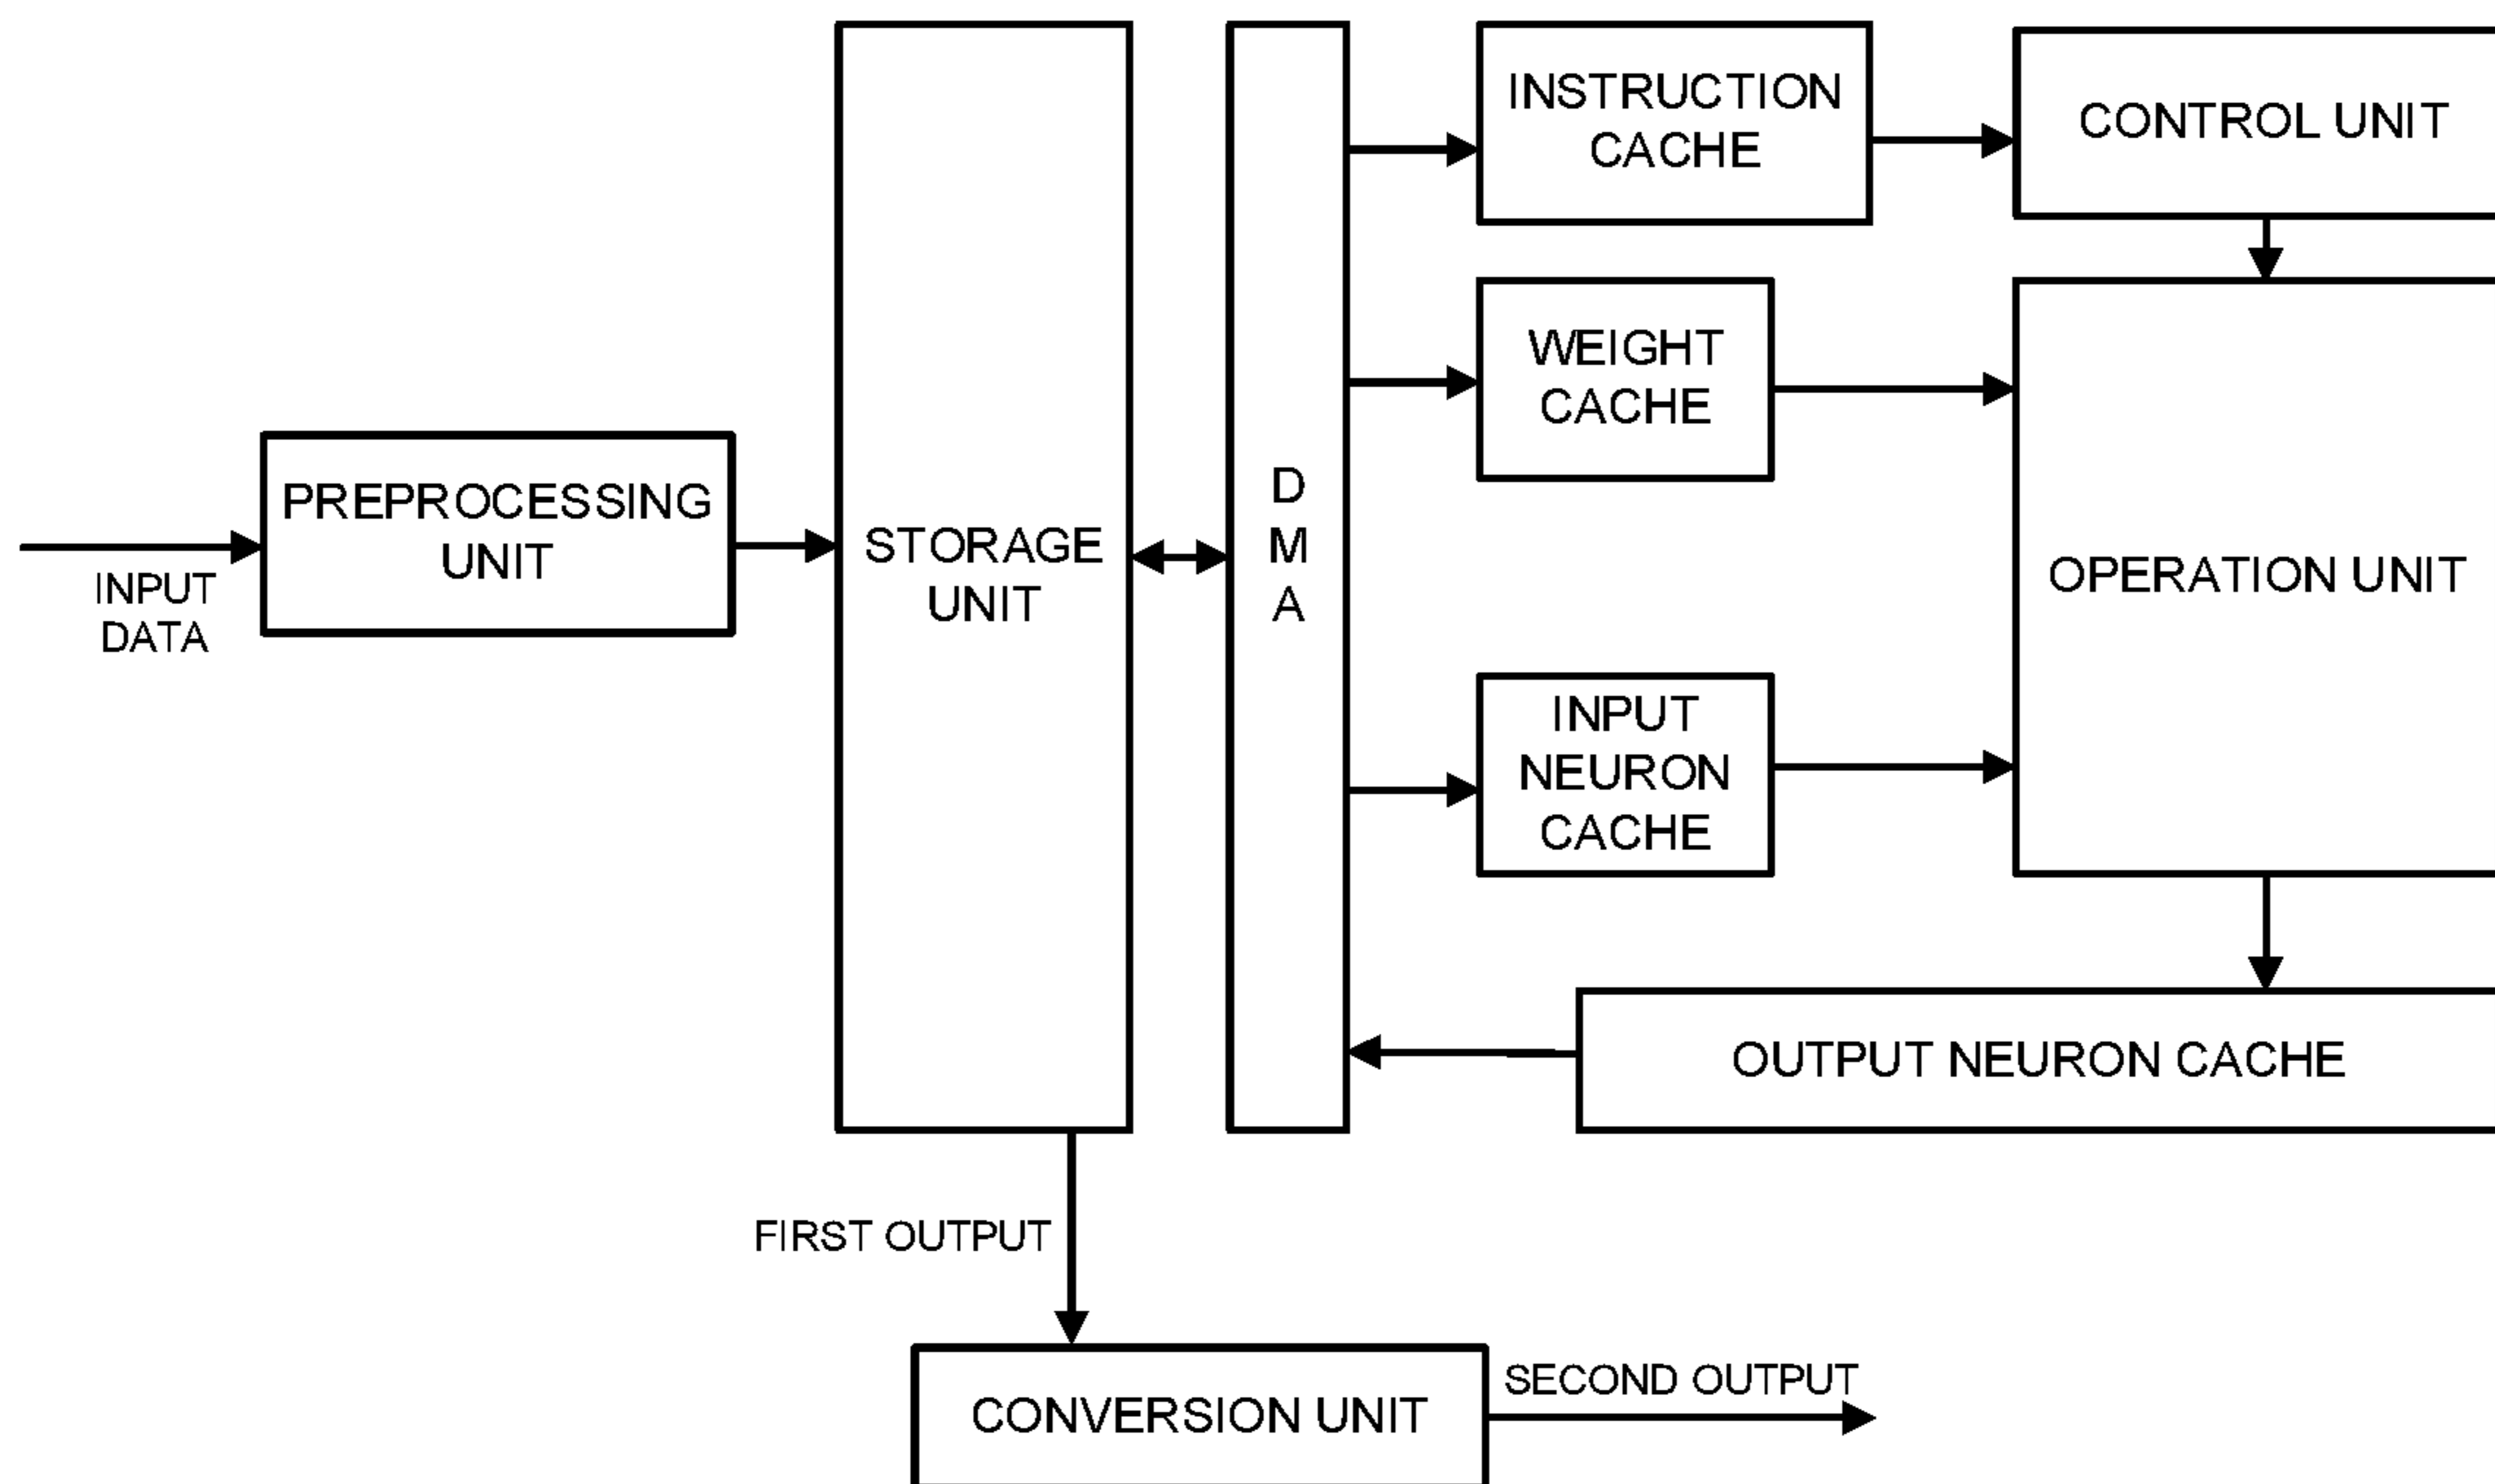 INSTRUCTION
CACHE
CONTROL UNIT
WEIGHT
CACHE
PREPROCESSING
UNIT
INPUT
DATA
STORAGE
UNIT
D
M
A
OPERATION UNIT
INPUT
NEURON
CACHE
OUTPUT NEURON CACHE
FIRST OUTPUT
CONVERSION UNIT
SECOND OUTPUT